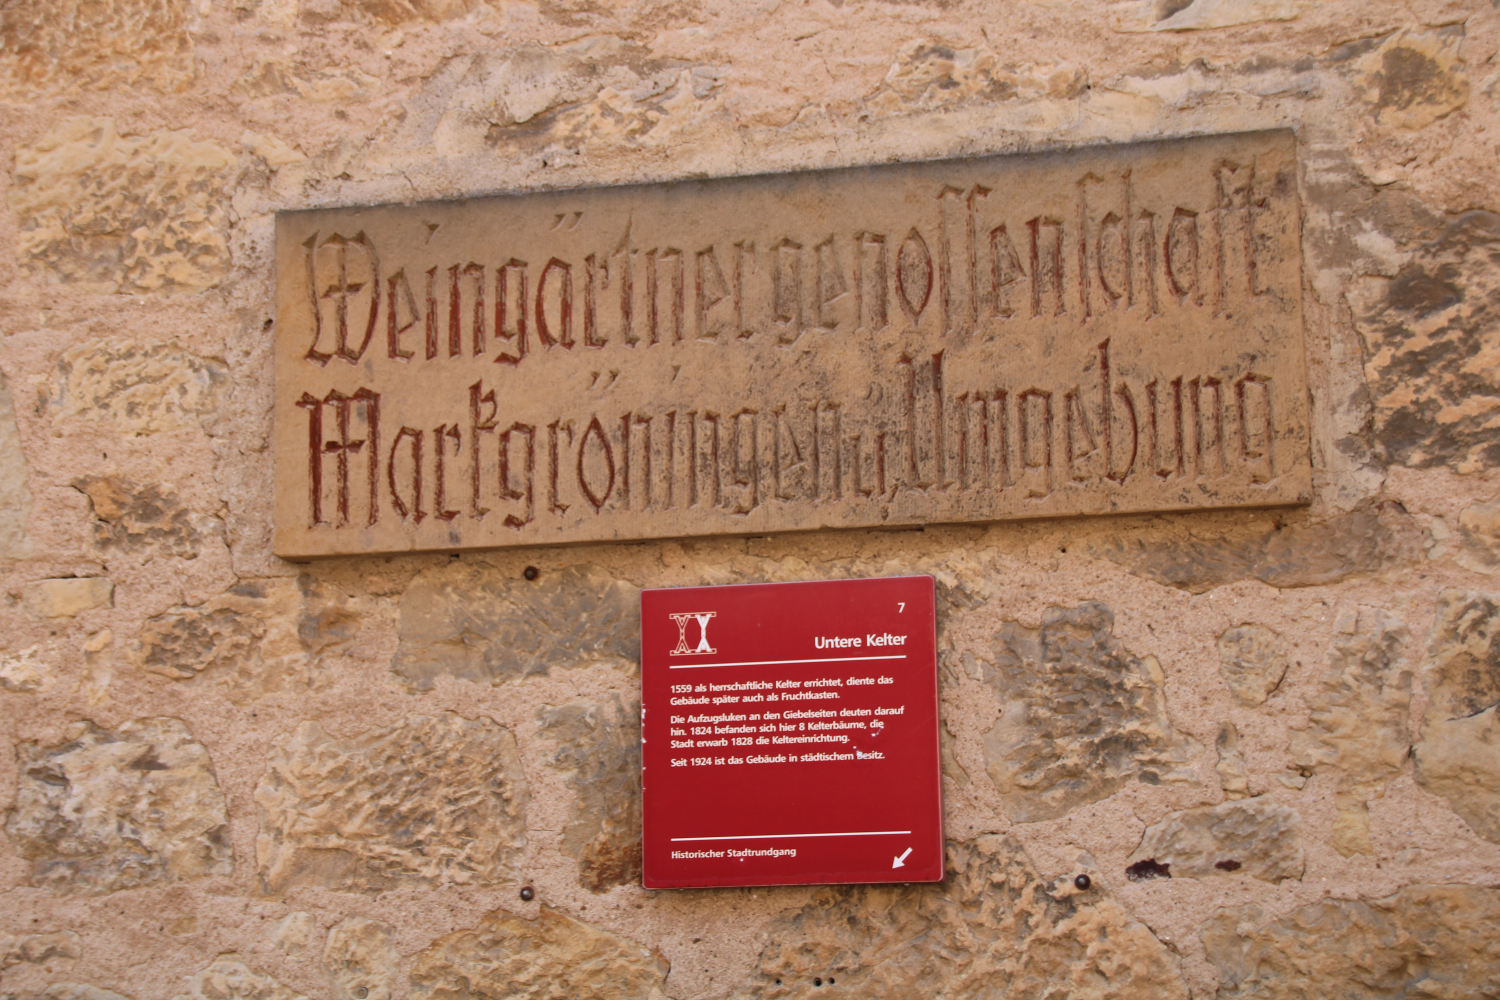 Weingärtnergenossenschaft
Markgröningen u. Umgebung
7
Untere Kelter
1559 als herrschaftliche Kelter errichtet, diente das
Gebäude später auch als Fruchtkasten.
Die Aufzugsluken an den Giebelseiten deuten darauf
hin. 1824 befanden sich hier 8 Kelterbäume, die
Stadt erwarb 1828 die Keltereinrichtung.
Seit 1924 ist das Gebäude in städtischem Besitz.
Historischer Stadtrundgang